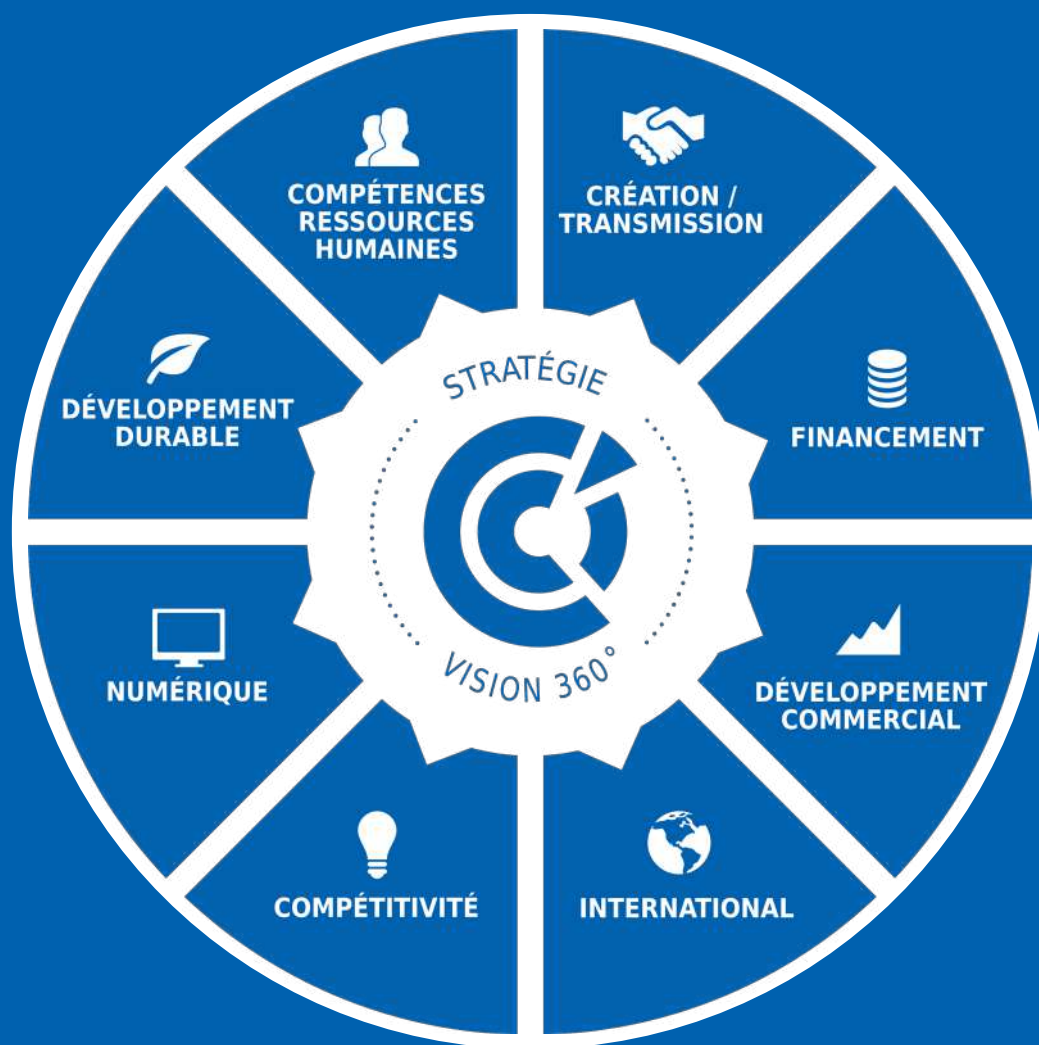 COMPÉTENCES
RESSOURCES
HUMAINES
CRÉATION /
TRANSMISSION
FINANCEMENT
DÉVELOPPEMENT
COMMERCIAL
INTERNATIONAL
COMPÉTITIVITÉ
NUMÉRIQUE
DÉVELOPPEMENT
DURABLE
STRATÉGIE
VISION 360°